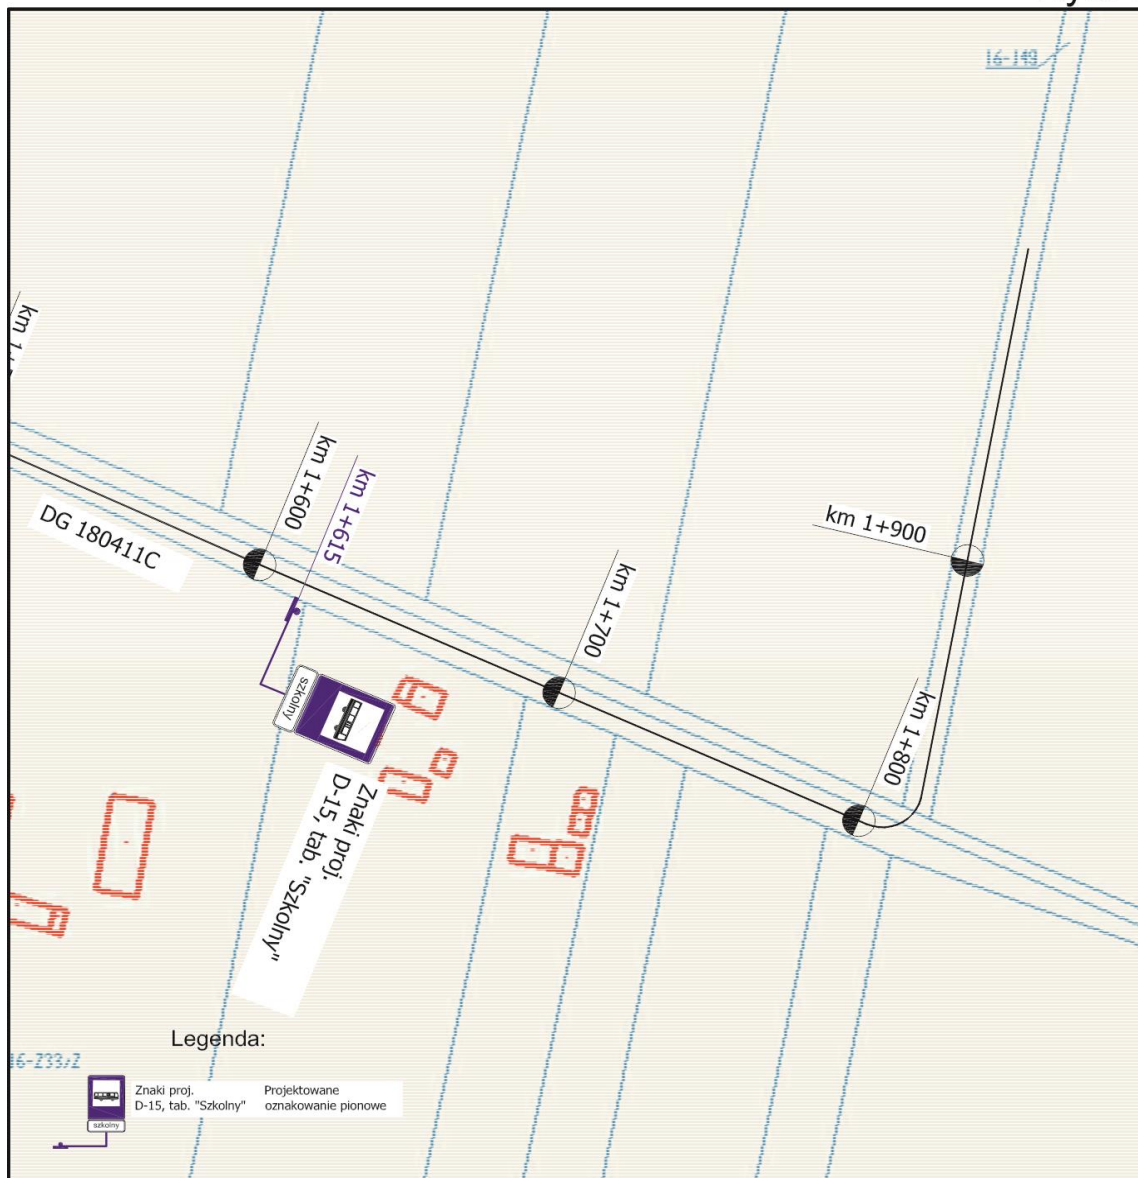 16-149
km 1+600
km 1+615
DG 180411C
km 1+700
km 1+900
km 1+800
szkolny
Znaki proj.
D-15, tab. "Szkolny"
Legenda:
16-233/2
Znaki proj. Projektowane
D-15, tab. "Szkolny" oznakowanie pionowe
szkolny